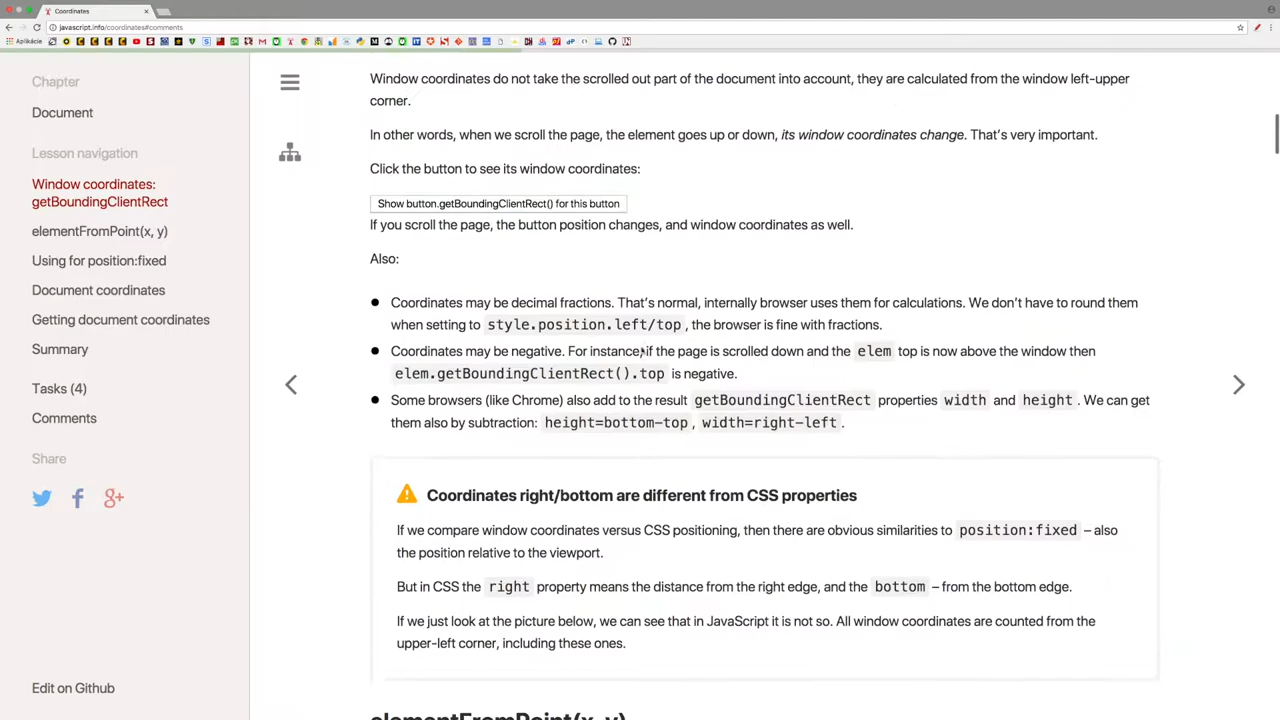 Coordinates
javascript.info/coordinates#comments
Aplikácie
Chapter
Document
Lesson navigation
Window coordinates:
getBoundingClientRect
elementFromPoint(x, y)
Using for position:fixed
Document coordinates
Getting document coordinates
Summary
Tasks (4)
Comments
Share
Edit on Github
Window coordinates do not take the scrolled out part of the document into account, they are calculated from the window left-upper
corner.
In other words, when we scroll the page, the element goes up or down, its window coordinates change. That's very important.
Click the button to see its window coordinates:
Show button.getBoundingClientRect() for this button
If you scroll the page, the button position changes, and window coordinates as well.
Also:
Coordinates may be decimal fractions. That's normal, internally browser uses them for calculations. We don't have to round them
when setting to style.position.left/top, the browser is fine with fractions.
Coordinates may be negative. For instance, if the page is scrolled down and the elem top is now above the window then
elem.getBoundingClientRect().top is negative.
Some browsers (like Chrome) also add to the result getBoundingClientRect properties width and height. We can get
them also by subtraction: height=bottom-top, width=right-left.
Coordinates right/bottom are different from CSS properties
If we compare window coordinates versus CSS positioning, then there are obvious similarities to position:fixed – also
the position relative to the viewport.
But in CSS the right property means the distance from the right edge, and the bottom – from the bottom edge.
If we just look at the picture below, we can see that in JavaScript it is not so. All window coordinates are counted from the
upper-left corner, including these ones.
elementFromPoint(x, y)